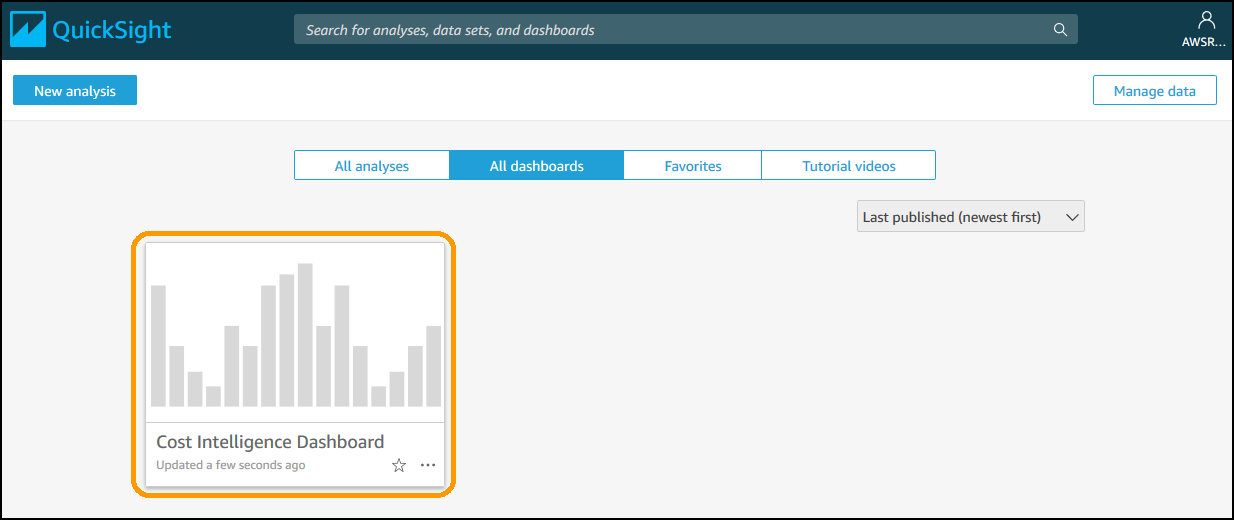 QuickSight
Search for analyses, data sets, and dashboards
AWSR...
New analysis
Manage data
All analyses
All dashboards
Favorites
Tutorial videos
Last published (newest first)
Cost Intelligence Dashboard
Updated a few seconds ago